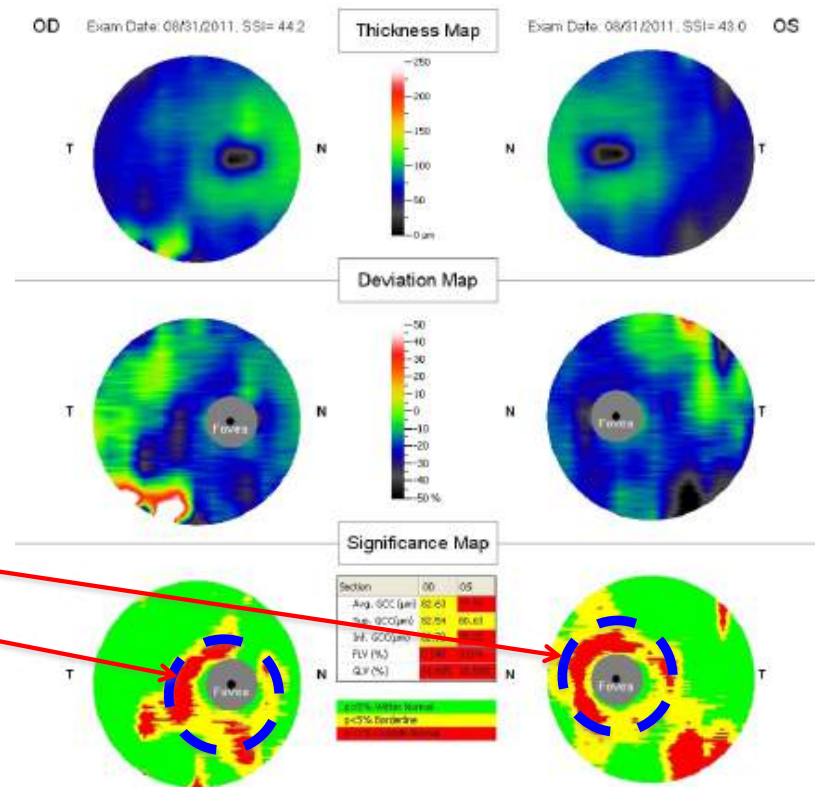 OD Exam Date: 08/31/2011, SSI= 44.2 Thickness Map Exam Date: 08/31/2011, SSI= 43.0 OS
250
200
150
100
50
0 µm
T N N T
Deviation Map
50
40
30
20
10
0
-10
-20
-30
-40
-50 %
T N N T
Fovea Fovea
Significance Map
Section OD OS
Avg. GCC (µm) 82.63
Sup. GCC(µm) 82.54 80.63
Inf. GCC(µm)
FLV (%)
GLV (%)
T N N T
Fovea Fovea
Within Normal
p<5% Borderline